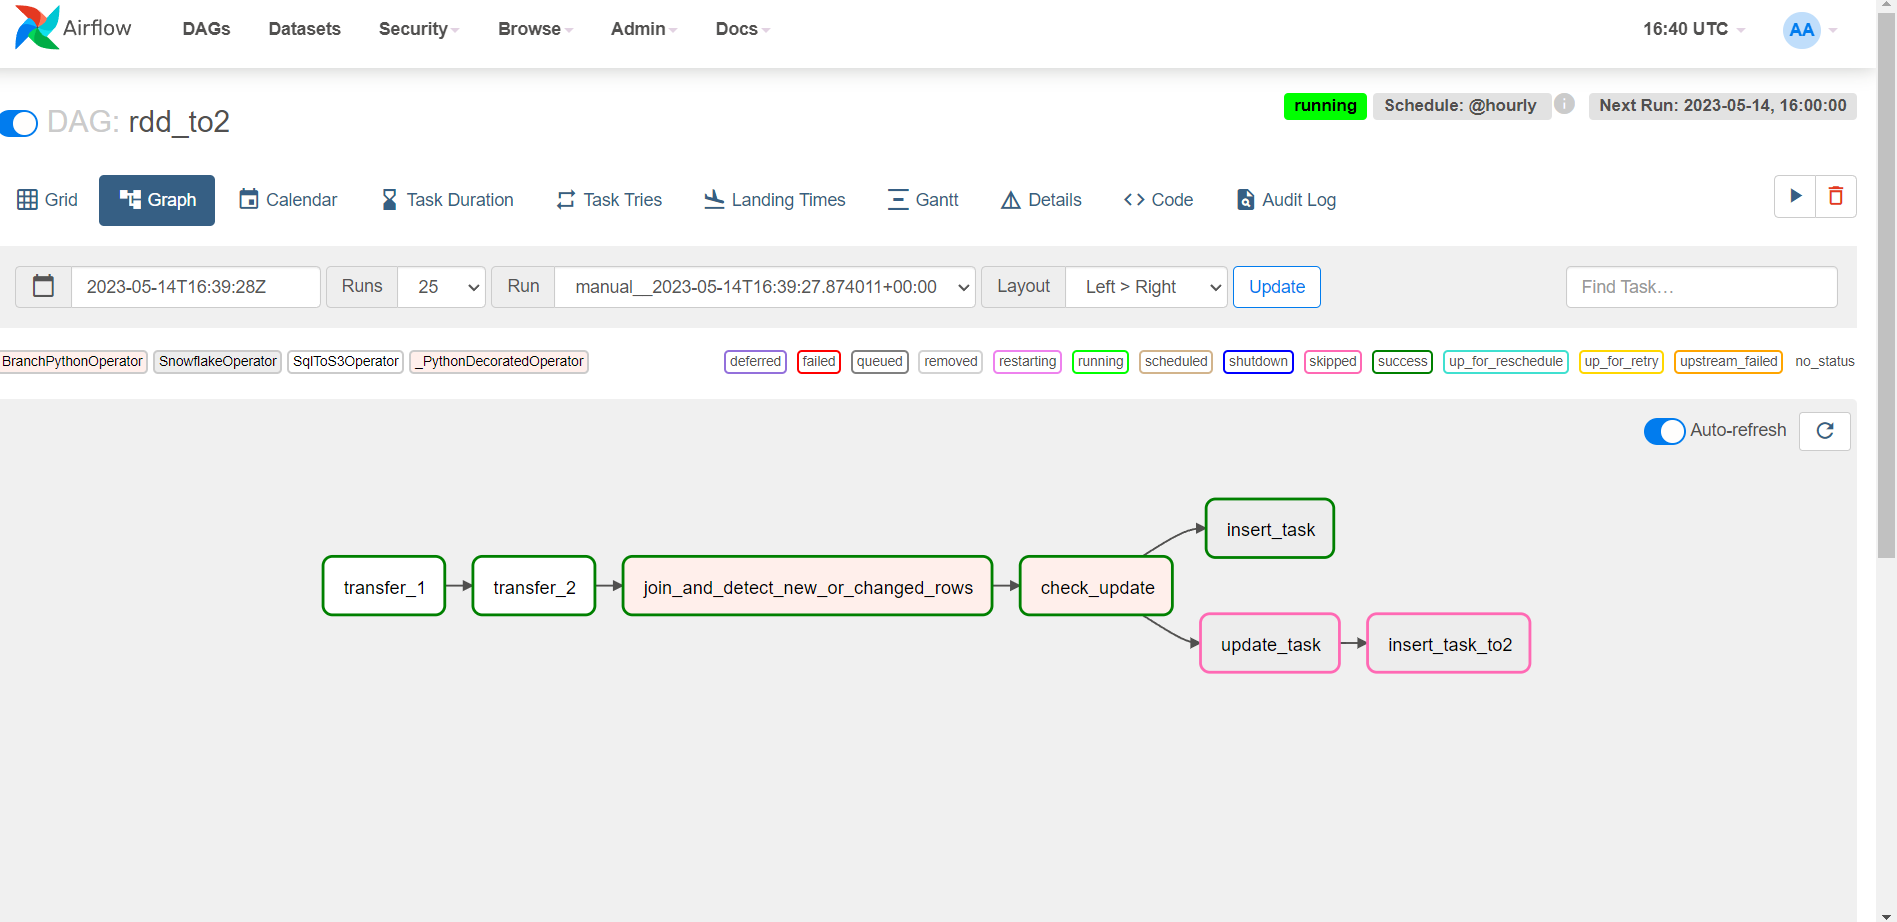 Airflow DAGs Datasets Security Browse Admin Docs 16:40 UTC AA
DAG: rdd_to2 running Schedule: @hourly i Next Run: 2023-05-14, 16:00:00
Grid Graph Calendar Task Duration Task Tries Landing Times Gantt Details Code Audit Log
2023-05-14T16:39:28Z Runs 25 Run manual__2023-05-14T16:39:27.874011+00:00 Layout Left > Right Update Find Task…
BranchPythonOperator SnowflakeOperator SqlToS3Operator _PythonDecoratedOperator deferred failed queued removed restarting running scheduled shutdown skipped success up_for_reschedule up_for_retry upstream_failed no_status
Auto-refresh
insert_task
transfer_1 transfer_2 join_and_detect_new_or_changed_rows check_update
update_task insert_task_to2